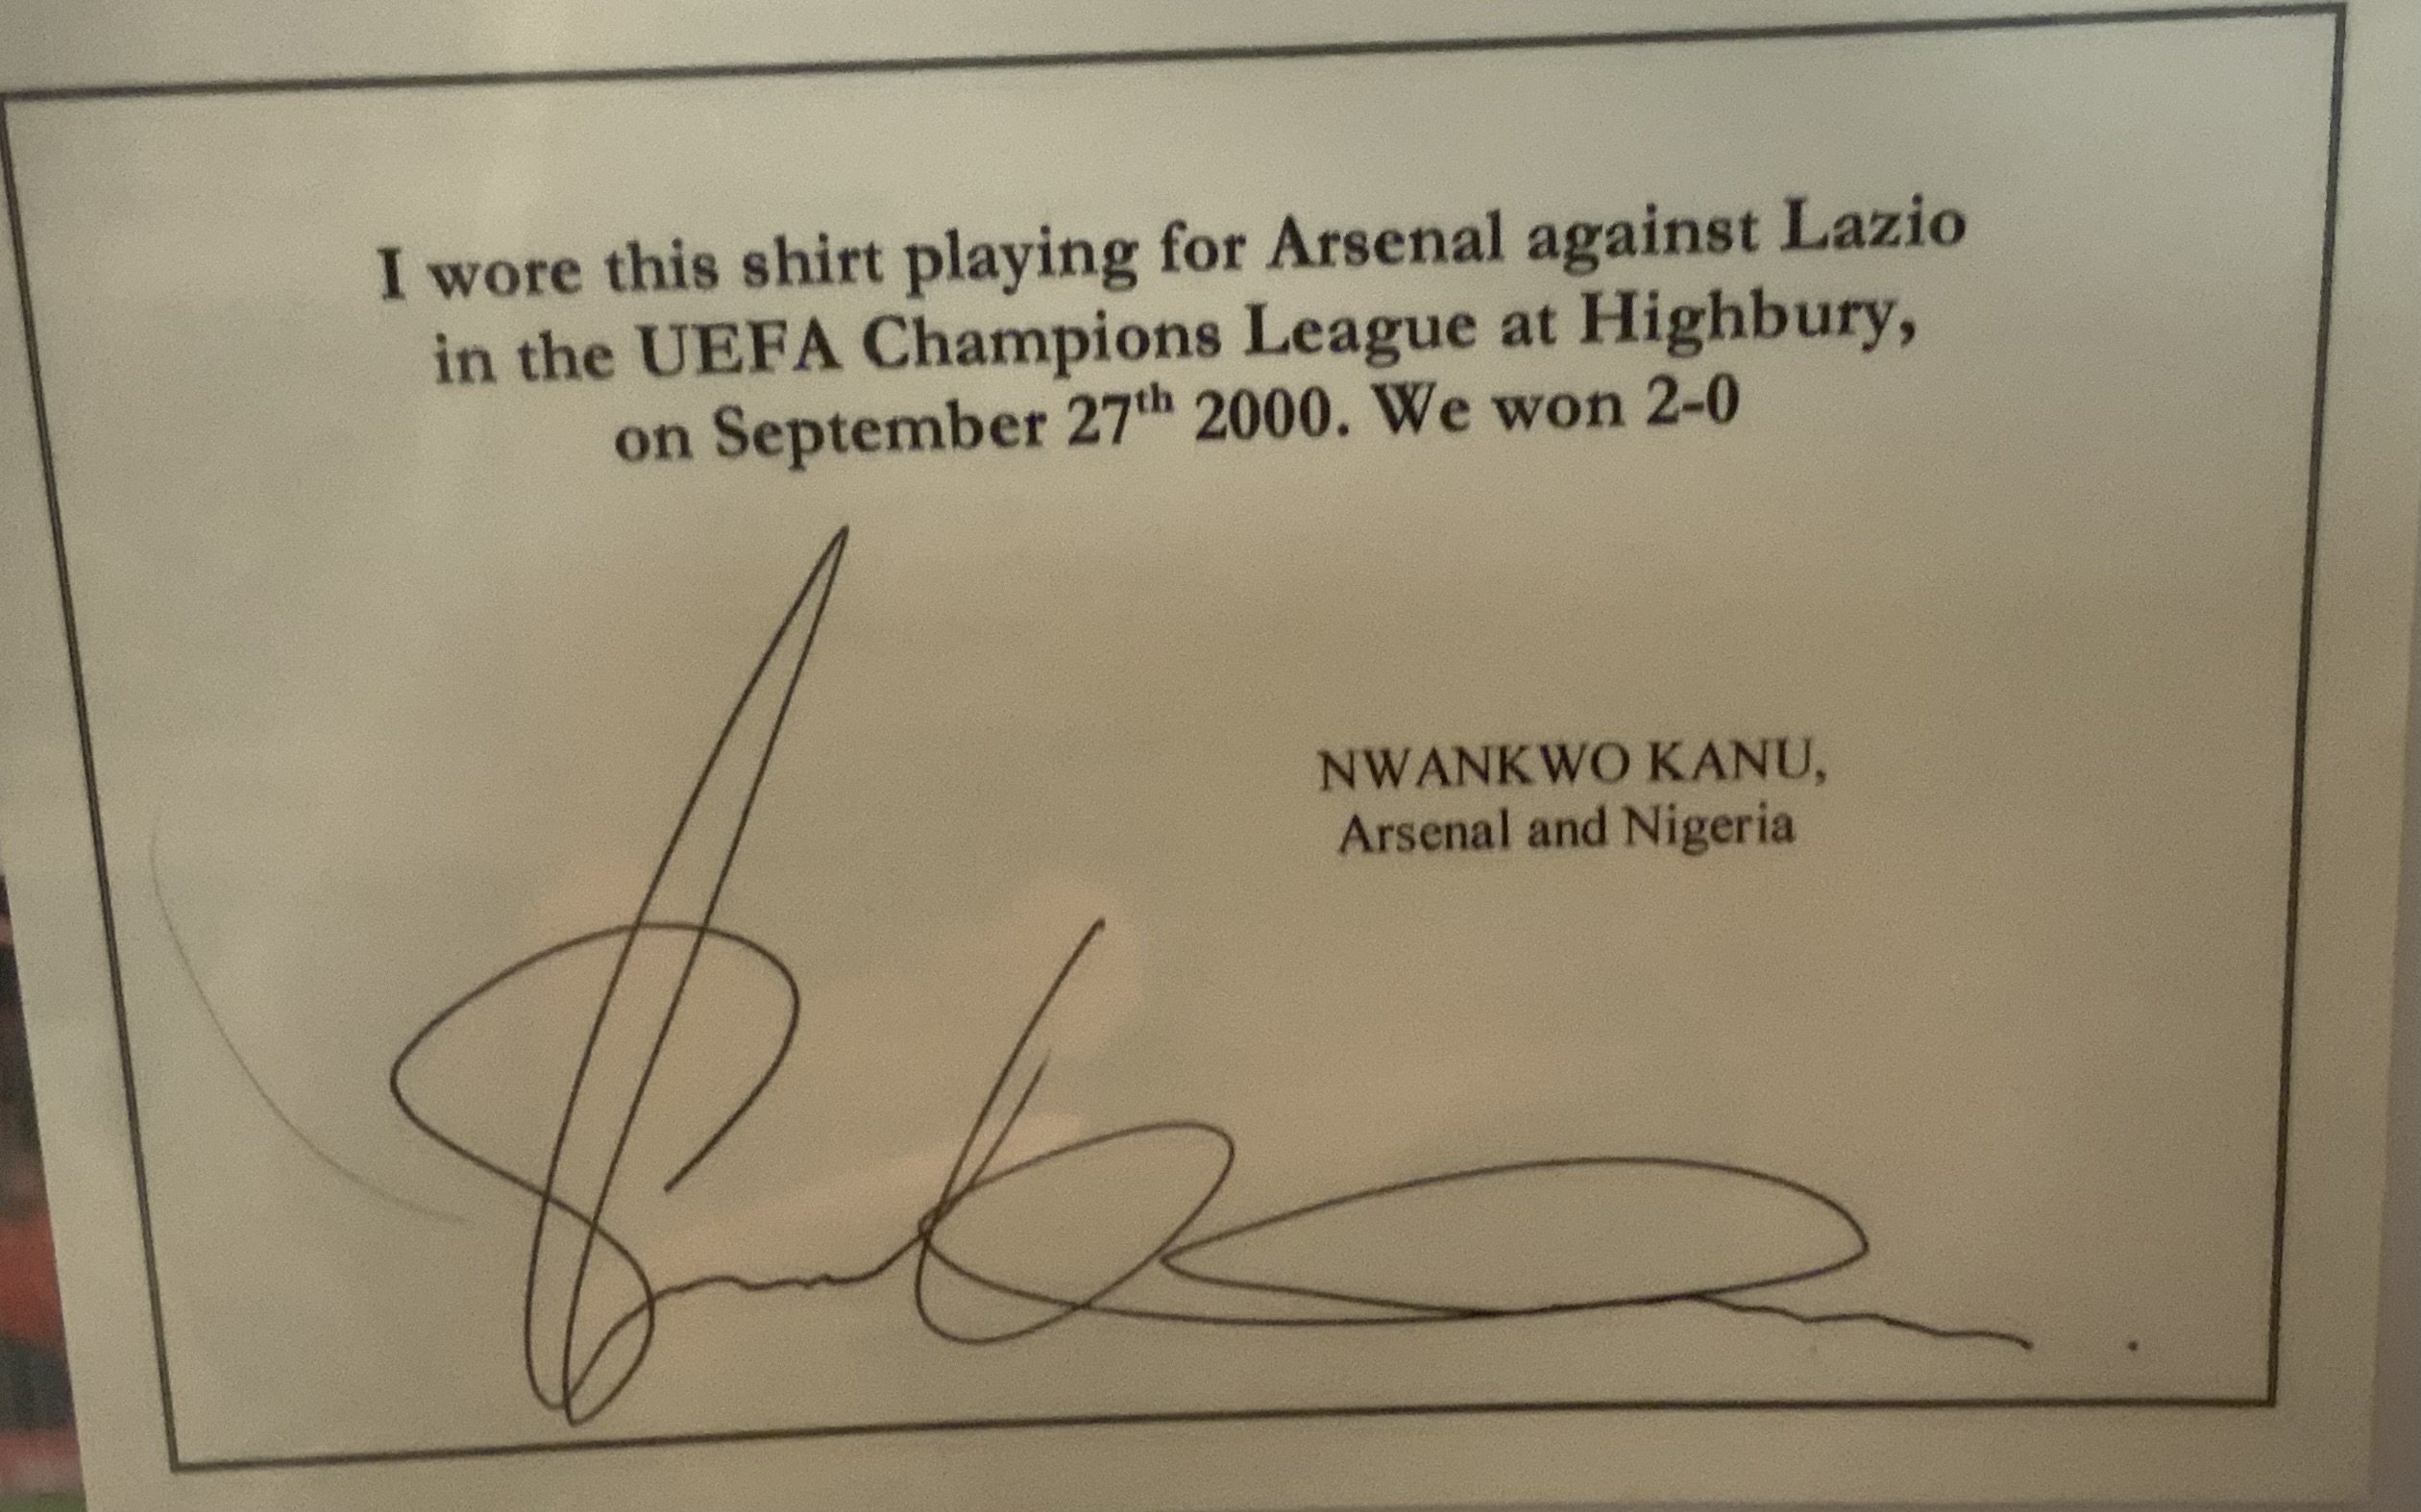 I wore this shirt playing for Arsenal against Lazio
in the UEFA Champions League at Highbury,
on September 27th 2000. We won 2-0
NWANKWO KANU,
Arsenal and Nigeria